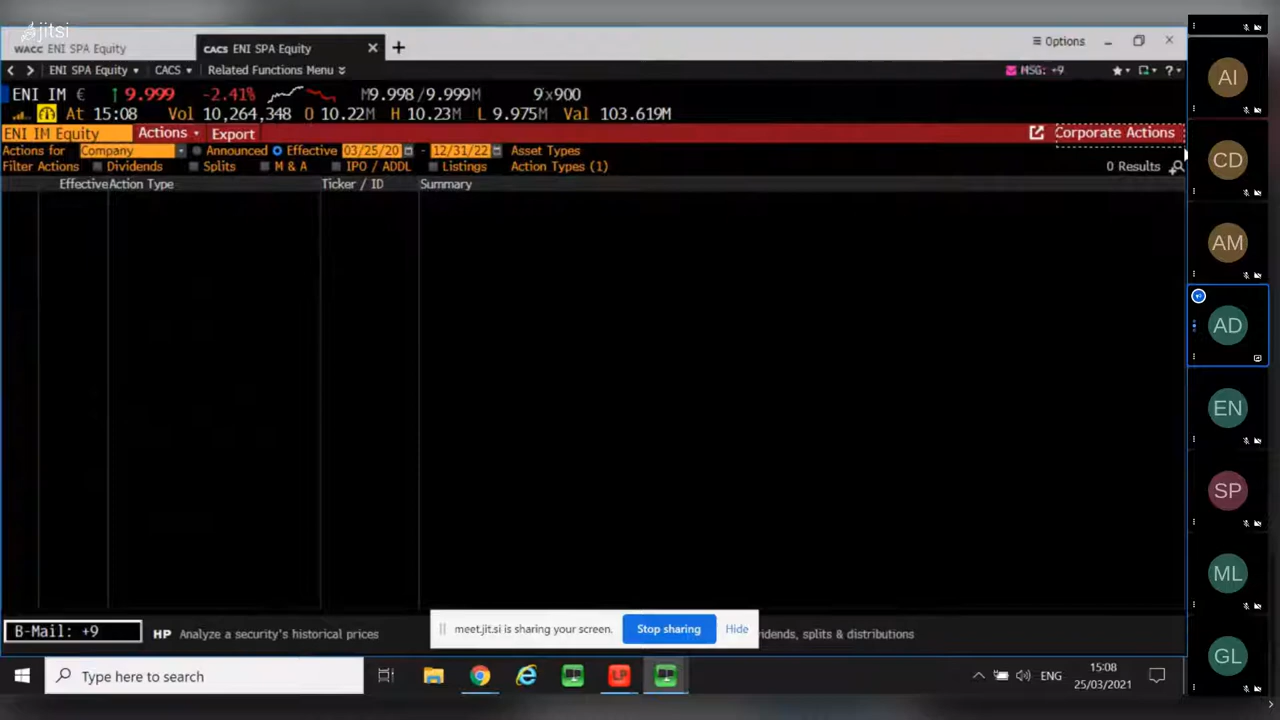 jitsi
WACC ENI SPA Equity
CACS ENI SPA Equity
Options
ENI SPA Equity
CACS
Related Functions Menu
MSG: +9
ENI IM € 9.999 -2.41% M9.998/9.999M 9x900
At 15:08 Vol 10,264,348 O 10.22M H 10.23M L 9.975M Val 103.619M
ENI IM Equity Actions Export Corporate Actions
Actions for Company Announced Effective 03/25/20 - 12/31/22 Asset Types
Filter Actions Dividends Splits M & A IPO / ADDL Listings Action Types (1) 0 Results
Effective Action Type Ticker / ID Summary
B-Mail: +9 HP Analyze a security's historical prices
meet.jit.si is sharing your screen. Stop sharing Hide
vidends, splits & distributions
Type here to search
LP
ENG
15:08
25/03/2021
AI
CD
AM
AD
EN
SP
ML
GL